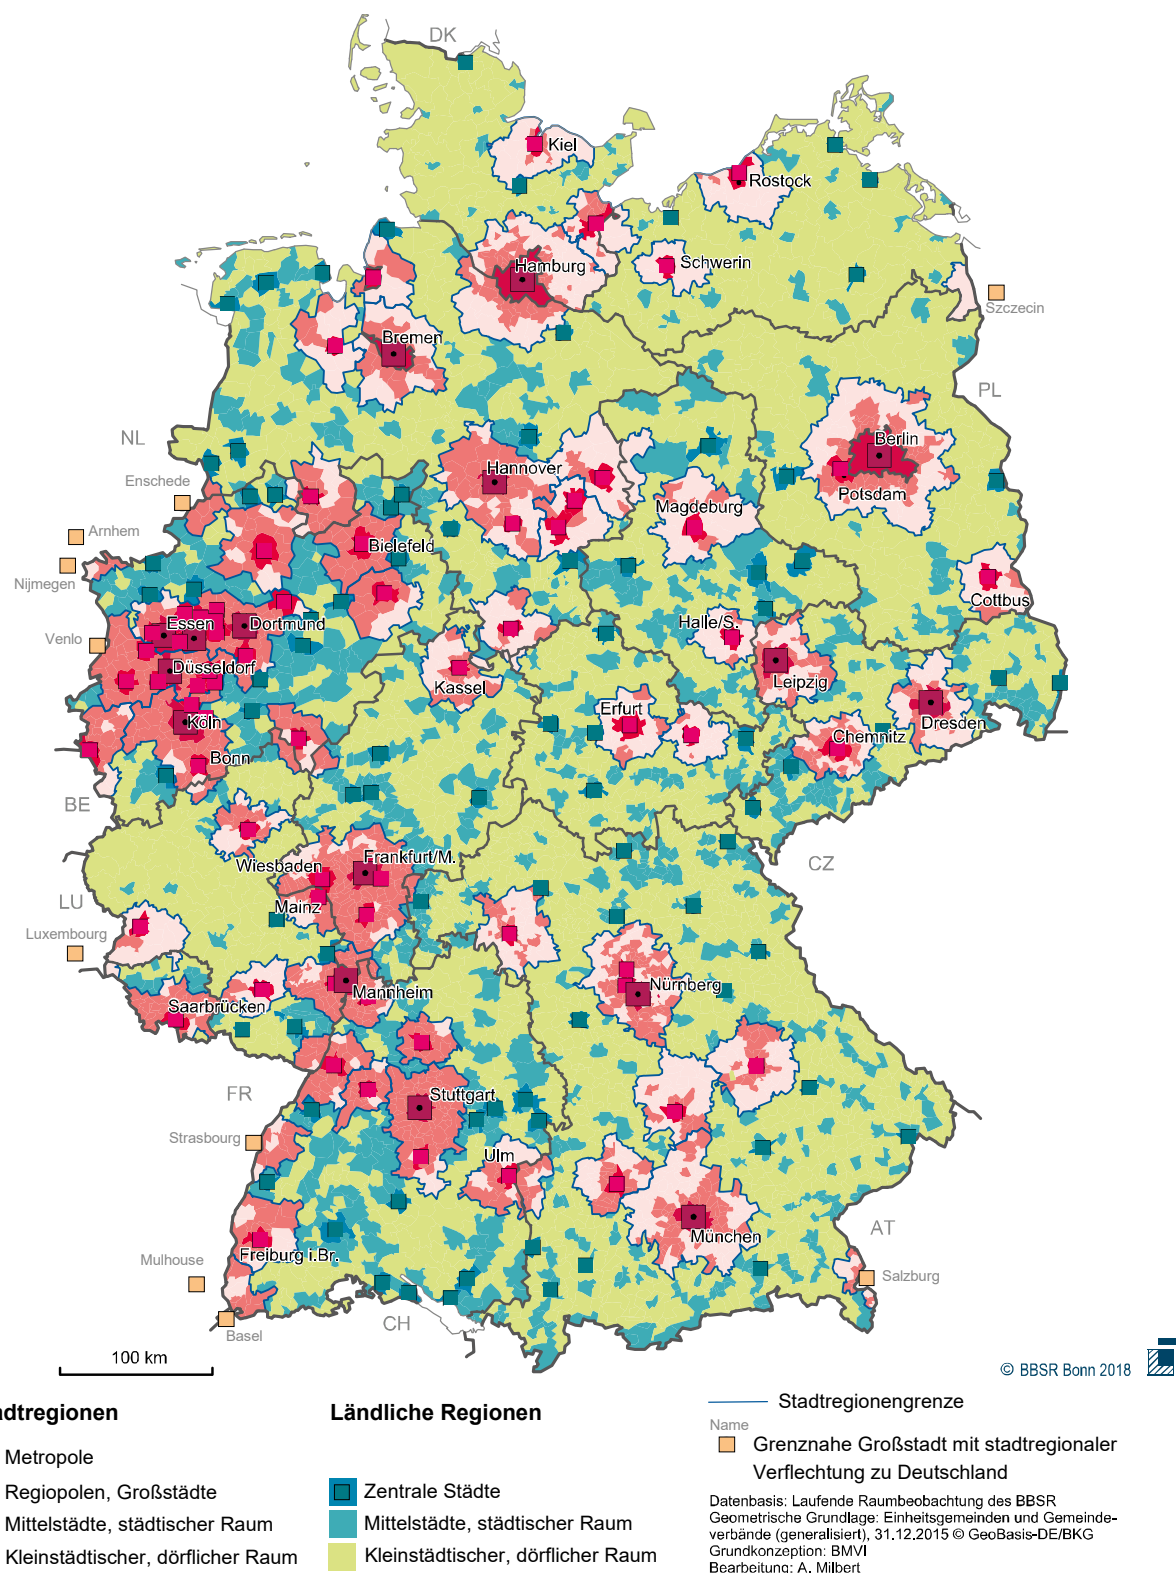 DK
Kiel
Rostock
Hamburg
Schwerin
Szczecin
Bremen
PL
NL
Berlin
Hannover
Enschede
Potsdam
Magdeburg
Arnhem
Bielefeld
Nijmegen
Cottbus
Essen
Dortmund
Halle/S.
Venlo
Düsseldorf
Leipzig
Kassel
Erfurt
Köln
Dresden
Chemnitz
Bonn
BE
Wiesbaden
Frankfurt/M.
CZ
LU
Mainz
Luxembourg
Nürnberg
Mannheim
Saarbrücken
FR
Stuttgart
Strasbourg
Ulm
AT
München
Mulhouse
Freiburg i.Br.
Salzburg
CH
Basel
100 km
© BBSR Bonn 2018
dtregionen
Metropole
Regiopolen, Großstädte
Mittelstädte, städtischer Raum
Kleinstädtischer, dörflicher Raum
Ländliche Regionen
Zentrale Städte
Mittelstädte, städtischer Raum
Kleinstädtischer, dörflicher Raum
Stadtregionengrenze
Name
Grenznahe Großstadt mit stadtregionaler
Verflechtung zu Deutschland
Datenbasis: Laufende Raumbeobachtung des BBSR
Geometrische Grundlage: Einheitsgemeinden und Gemeinde-
verbände (generalisiert), 31.12.2015 © GeoBasis-DE/BKG
Grundkonzeption: BMVI
Bearbeitung: A. Milbert